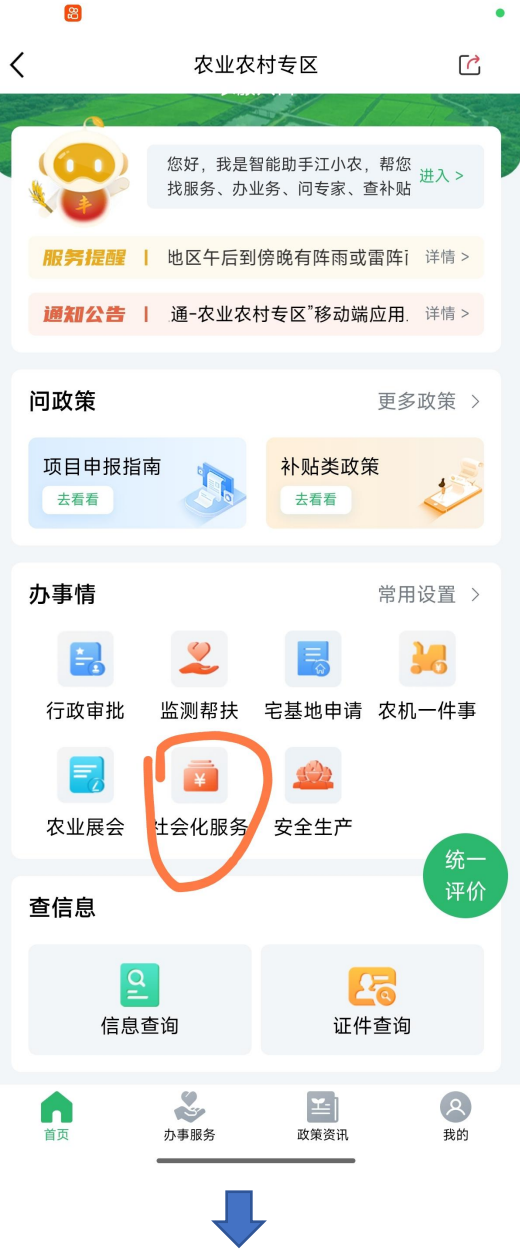 农业农村专区
您好，我是智能助手江小农，帮您
找服务、办业务、问专家、查补贴
进入 >
服务提醒
地区午后到傍晚有阵雨或雷阵
详情 >
通知公告
通-农业农村专区”移动端应用.
详情 >
问政策
更多政策 >
项目申报指南
去看看
补贴类政策
去看看
办事情
常用设置 >
行政审批
监测帮扶
宅基地申请
农机一件事
农业展会
社会化服务
安全生产
统一
评价
查信息
¥
信息查询
证件查询
首页
办事服务
政策资讯
我的